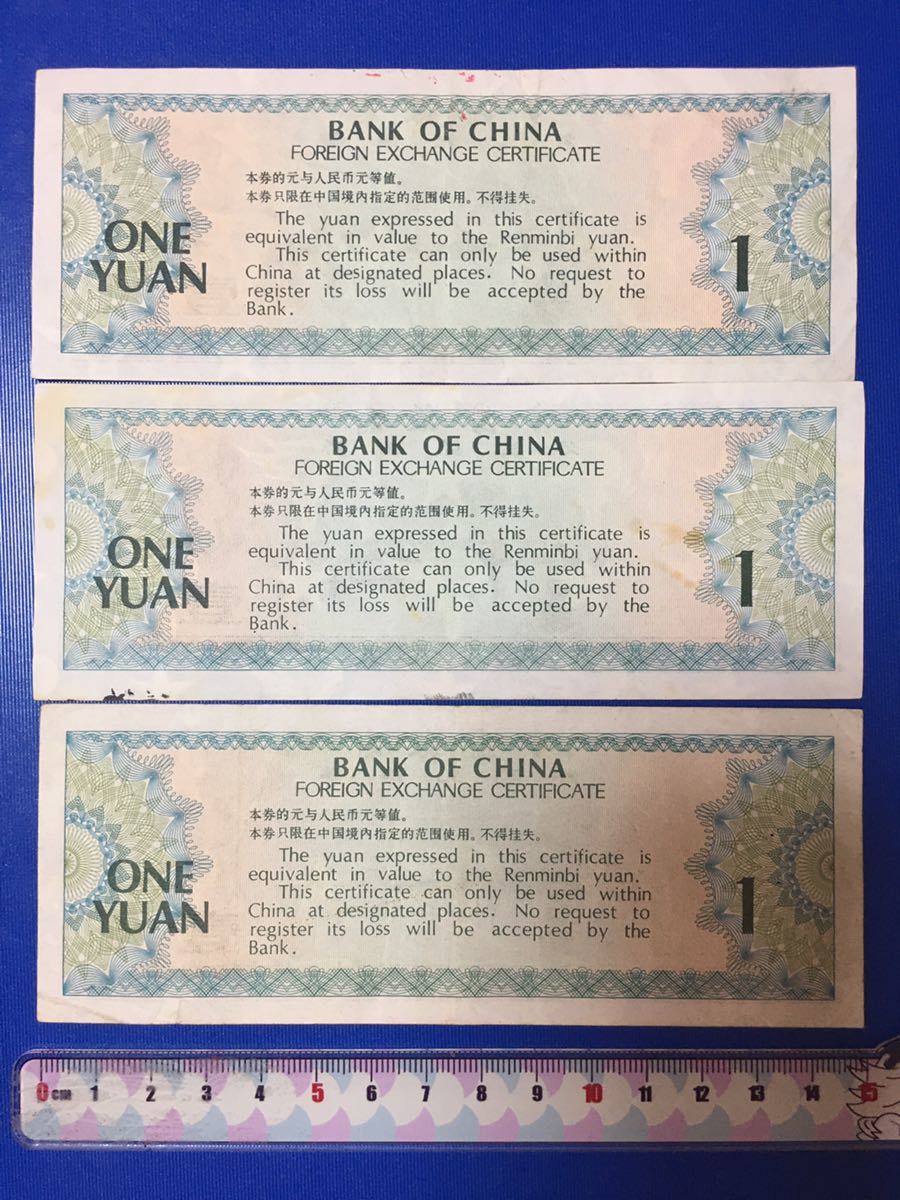 BANK OF CHINA
FOREIGN EXCHANGE CERTIFICATE
本券的元与人民币元等值。
本券只限在中国境内指定的范围使用。不得挂失。
The yuan expressed in this certificate is
equivalent in value to the Renminbi yuan.
This certificate can only be used within
China at designated places. No request to
register its loss will be accepted by the
Bank.
ONE
YUAN
1
BANK OF CHINA
FOREIGN EXCHANGE CERTIFICATE
本券的元与人民币元等值。
本券只限在中国境内指定的范围使用。不得挂失。
The yuan expressed in this certificate is
equivalent in value to the Renminbi yuan.
This certificate can only be used within
China at designated places. No request to
register its loss will be accepted by the
Bank.
ONE
YUAN
1
BANK OF CHINA
FOREIGN EXCHANGE CERTIFICATE
本券的元与人民币元等值。
本券只限在中国境内指定的范围使用。不得挂失。
The yuan expressed in this certificate is
equivalent in value to the Renminbi yuan.
This certificate can only be used within
China at designated places. No request to
register its loss will be accepted by the
Bank.
ONE
YUAN
1
0 cm 1 2 3 4 5 6 7 8 9 10 11 12 13 14 15